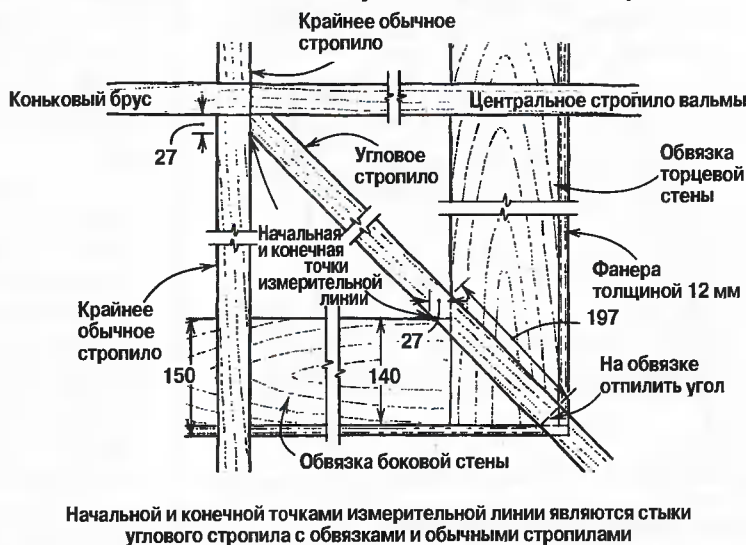 Крайнее обычное
стропило
Коньковый брус
Центральное стропило вальмы
27
Угловое
стропило
Обвязка
торцевой
стены
Начальная
и конечная
точки
измерительной
линии
Фанера
толщиной 12 мм
Крайнее
обычное
стропило
27
197
150
140
На обвязке
отпилить угол
Обвязка боковой стены
Начальной и конечной точками измерительной линии являются стыки
углового стропила с обвязками и обычными стропилами